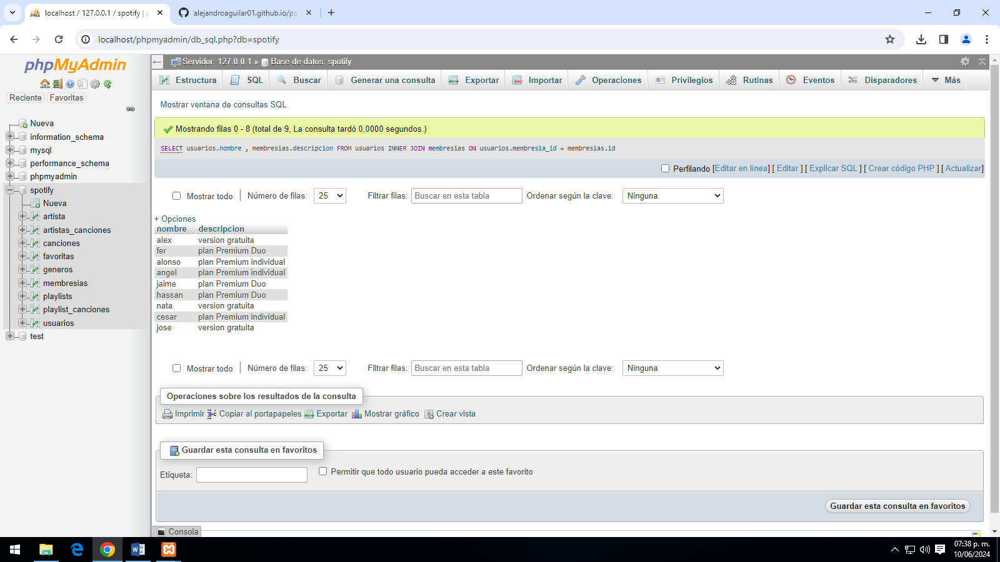 localhost / 127.0.0.1 / spotify | p
alejandroaguilar01.github.io/pa
localhost/phpmyadmin/db_sql.php?db=spotify
phpMyAdmin
Reciente Favoritas
Nueva
information_schema
mysql
performance_schema
phpmyadmin
spotify
Nueva
artista
artistas_canciones
canciones
favoritas
generos
membresias
playlists
playlist_canciones
usuarios
test
Servidor: 127.0.0.1 » Base de datos: spotify
Estructura SQL Buscar Generar una consulta Exportar Importar Operaciones Privilegios Rutinas Eventos Disparadores Más
Mostrar ventana de consultas SQL
Mostrando filas 0 - 8 (total de 9, La consulta tardó 0,0000 segundos.)
SELECT usuarios.nombre , membresias.descripcion FROM usuarios INNER JOIN membresias ON usuarios.membresia_id = membresias.id
Perfilando [Editar en línea] [ Editar ] [ Explicar SQL ] [ Crear código PHP ] [ Actualizar]
Mostrar todo | Número de filas: 25 Filtrar filas: Buscar en esta tabla Ordenar según la clave: Ninguna
+ Opciones
nombre descripcion
alex version gratuita
fer plan Premium Duo
alonso plan Premium individual
angel plan Premium individual
jaime plan Premium Duo
hassan plan Premium Duo
nata version gratuita
cesar plan Premium individual
jose version gratuita
Mostrar todo | Número de filas: 25 Filtrar filas: Buscar en esta tabla Ordenar según la clave: Ninguna
Operaciones sobre los resultados de la consulta
Imprimir Copiar al portapapeles Exportar Mostrar gráfico Crear vista
Guardar esta consulta en favoritos
Etiqueta: Permitir que todo usuario pueda acceder a este favorito
Guardar esta consulta en favoritos
Consola
07:38 p. m.
10/06/2024